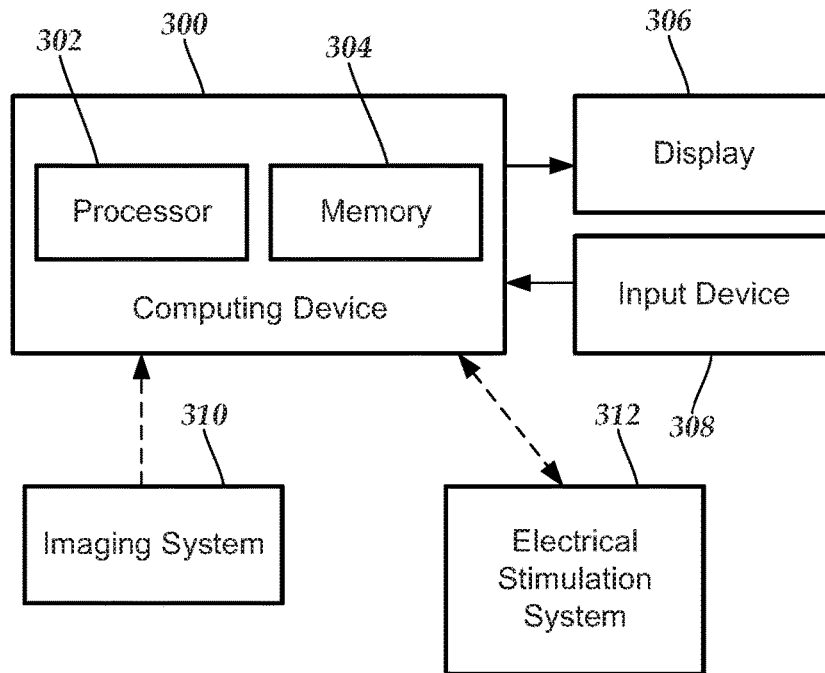 300
302
304
306
Processor
Memory
Computing Device
Display
Input Device
308
310
312
Imaging System
Electrical
Stimulation
System